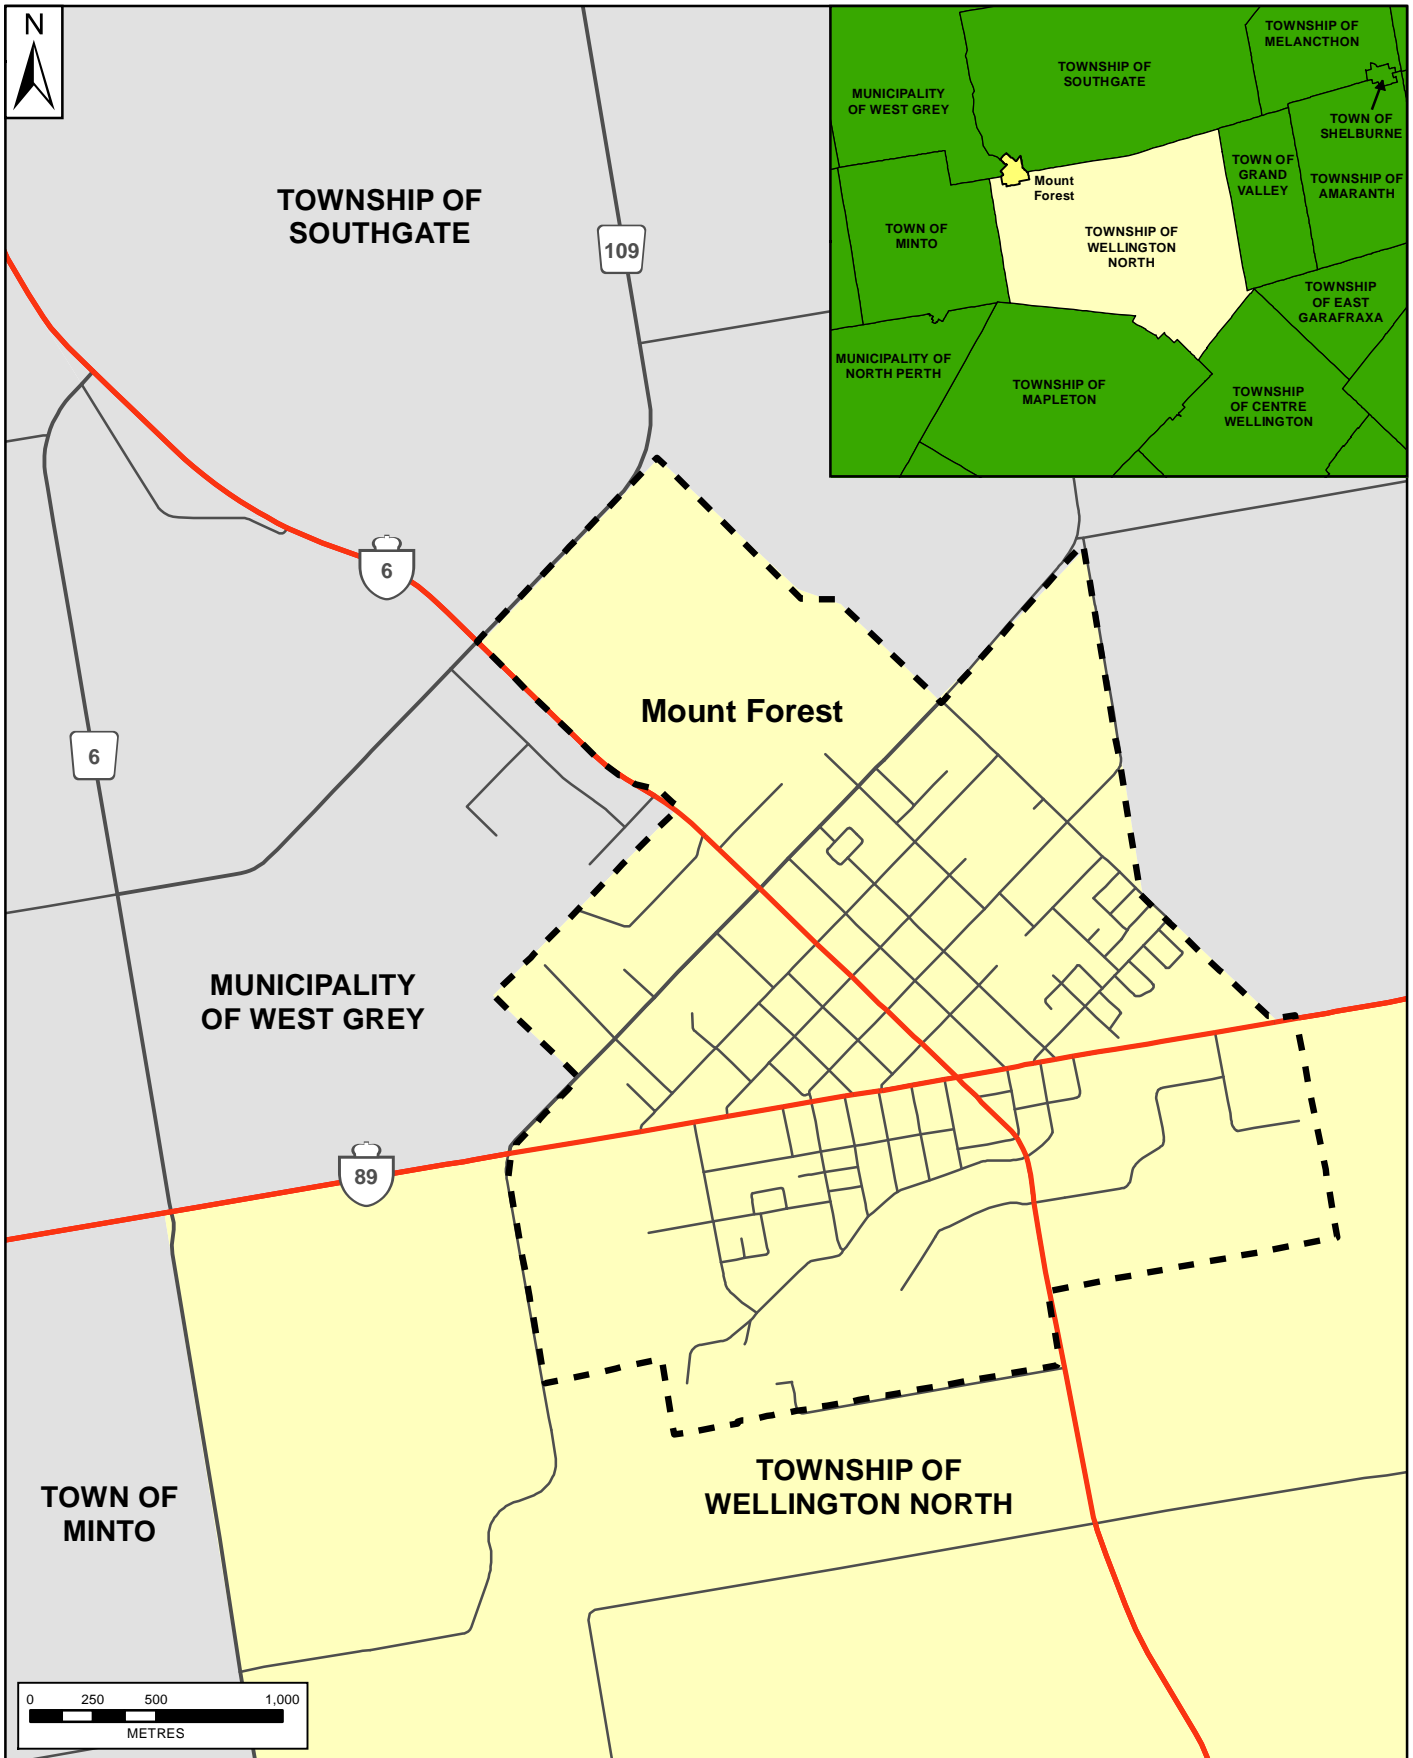 N
TOWNSHIP OF
SOUTHGATE
109
6
6
Mount Forest
MUNICIPALITY
OF WEST GREY
89
TOWN OF
MINTO
TOWNSHIP OF
WELLINGTON NORTH
0 250 500 1,000
METRES
TOWNSHIP OF
MELANCTHON
TOWNSHIP OF
SOUTHGATE
MUNICIPALITY
OF WEST GREY
TOWN OF
SHELBURNE
TOWN OF
GRAND
VALLEY
TOWNSHIP OF
AMARANTH
Mount
Forest
TOWN OF
MINTO
TOWNSHIP OF
WELLINGTON
NORTH
TOWNSHIP
OF EAST
GARAFRAXA
MUNICIPALITY OF
NORTH PERTH
TOWNSHIP OF
MAPLETON
TOWNSHIP
OF CENTRE
WELLINGTON